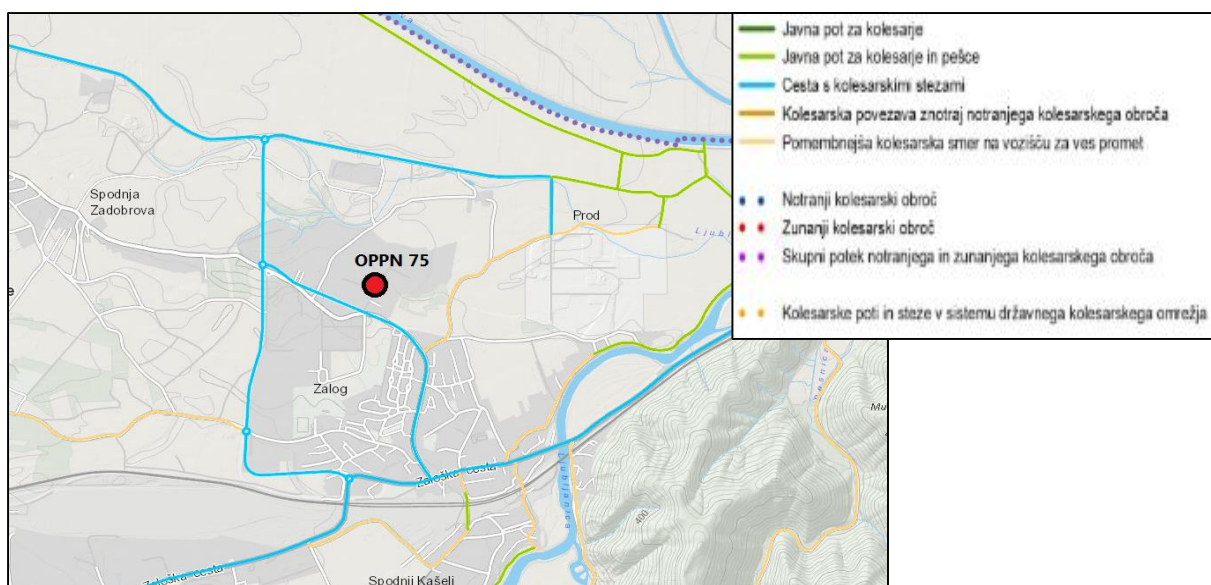 Javna pot za kolesarje
Javna pot za kolesarje in pešce
Cesta s kolesarskimi stezami
Kolesarska povezava znotraj notranjega kolesarskega obroča
Pomembnejša kolesarska smer na vozišču za ves promet
Notranji kolesarski obroč
Zunanji kolesarski obroč
Skupni potek notranjega in zunanjega kolesarskega obroča
Kolesarske poti in steze v sistemu državnega kolesarskega omrežja
Spodnja
Zadobrova
Prod
OPPN 75
Zalog
Zaloška cesta
Ljubljanica
400
Zaloška cesta
Spodnji Kašelj